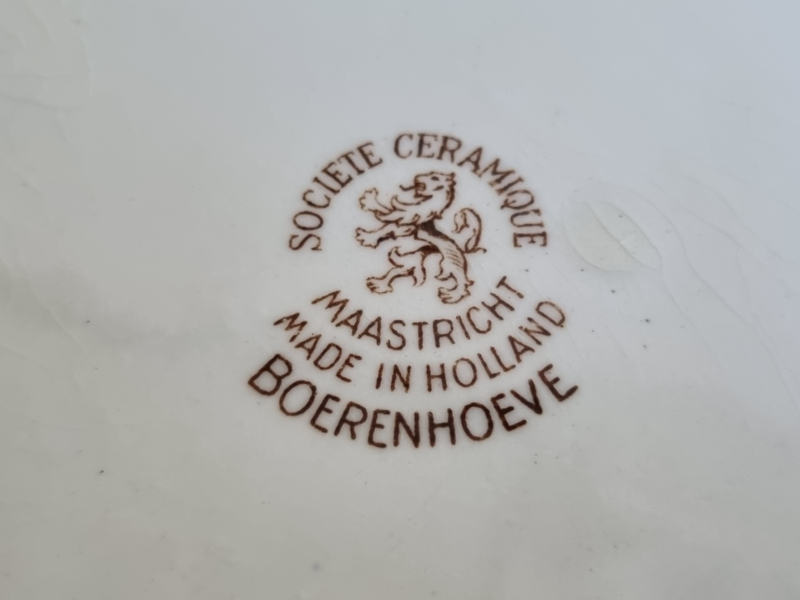 SOCIETE CERAMIQUE
MAASTRICHT
MADE IN HOLLAND
BOERENHOEVE